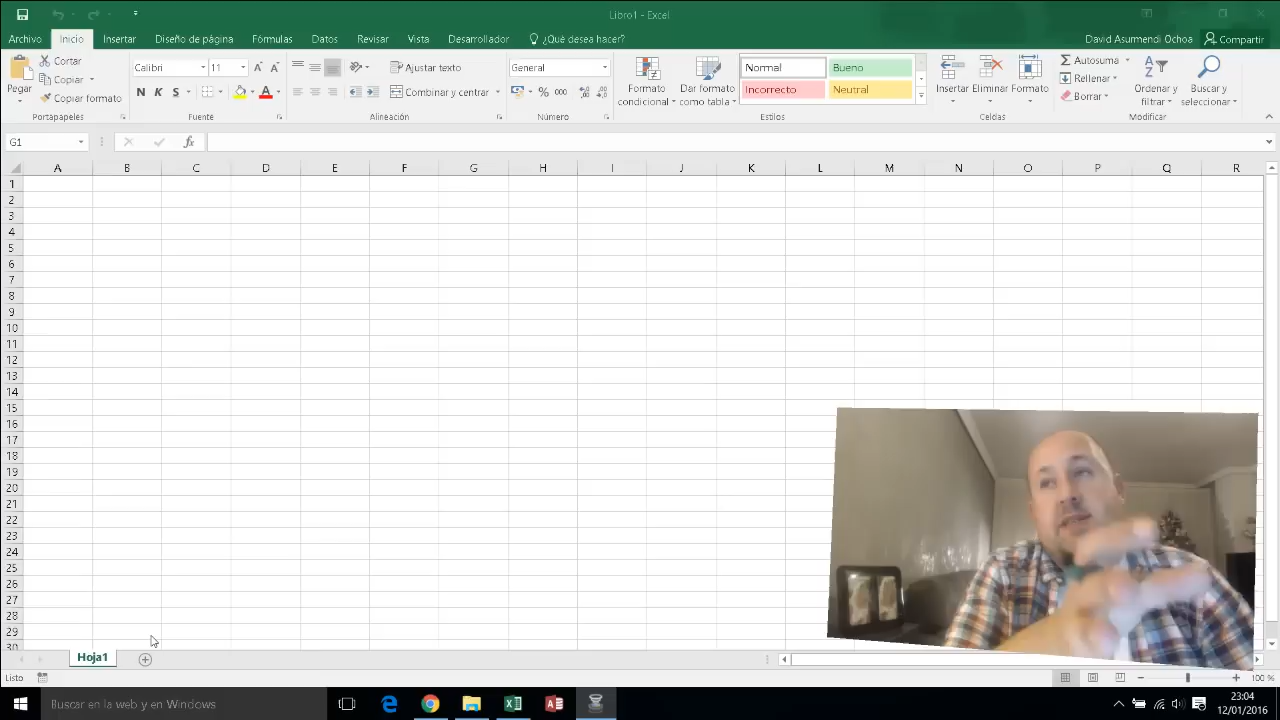 Libro1 - Excel
Archivo Inicio Insertar Diseño de página Fórmulas Datos Revisar Vista Desarrollador ¿Qué desea hacer? David Asumendi Ochoa Compartir
Pegar Cortar Copiar Copiar formato Portapapeles
Calibri 11 N K S Fuente
Ajustar texto Combinar y centrar Alineación
General % 000 Número
Formato condicional Dar formato como tabla Normal Bueno Incorrecto Neutral Estilos
Insertar Eliminar Formato Celdas
Autosuma Rellenar Borrar Ordenar y filtrar Buscar y seleccionar Modificar
G1 fx
A B C D E F G H I J K L M N O P Q R
1
2
3
4
5
6
7
8
9
10
11
12
13
14
15
16
17
18
19
20
21
22
23
24
25
26
27
28
29
30
Hoja1
Listo 100 %
Buscar en la web y en Windows 23:04
12/01/2016